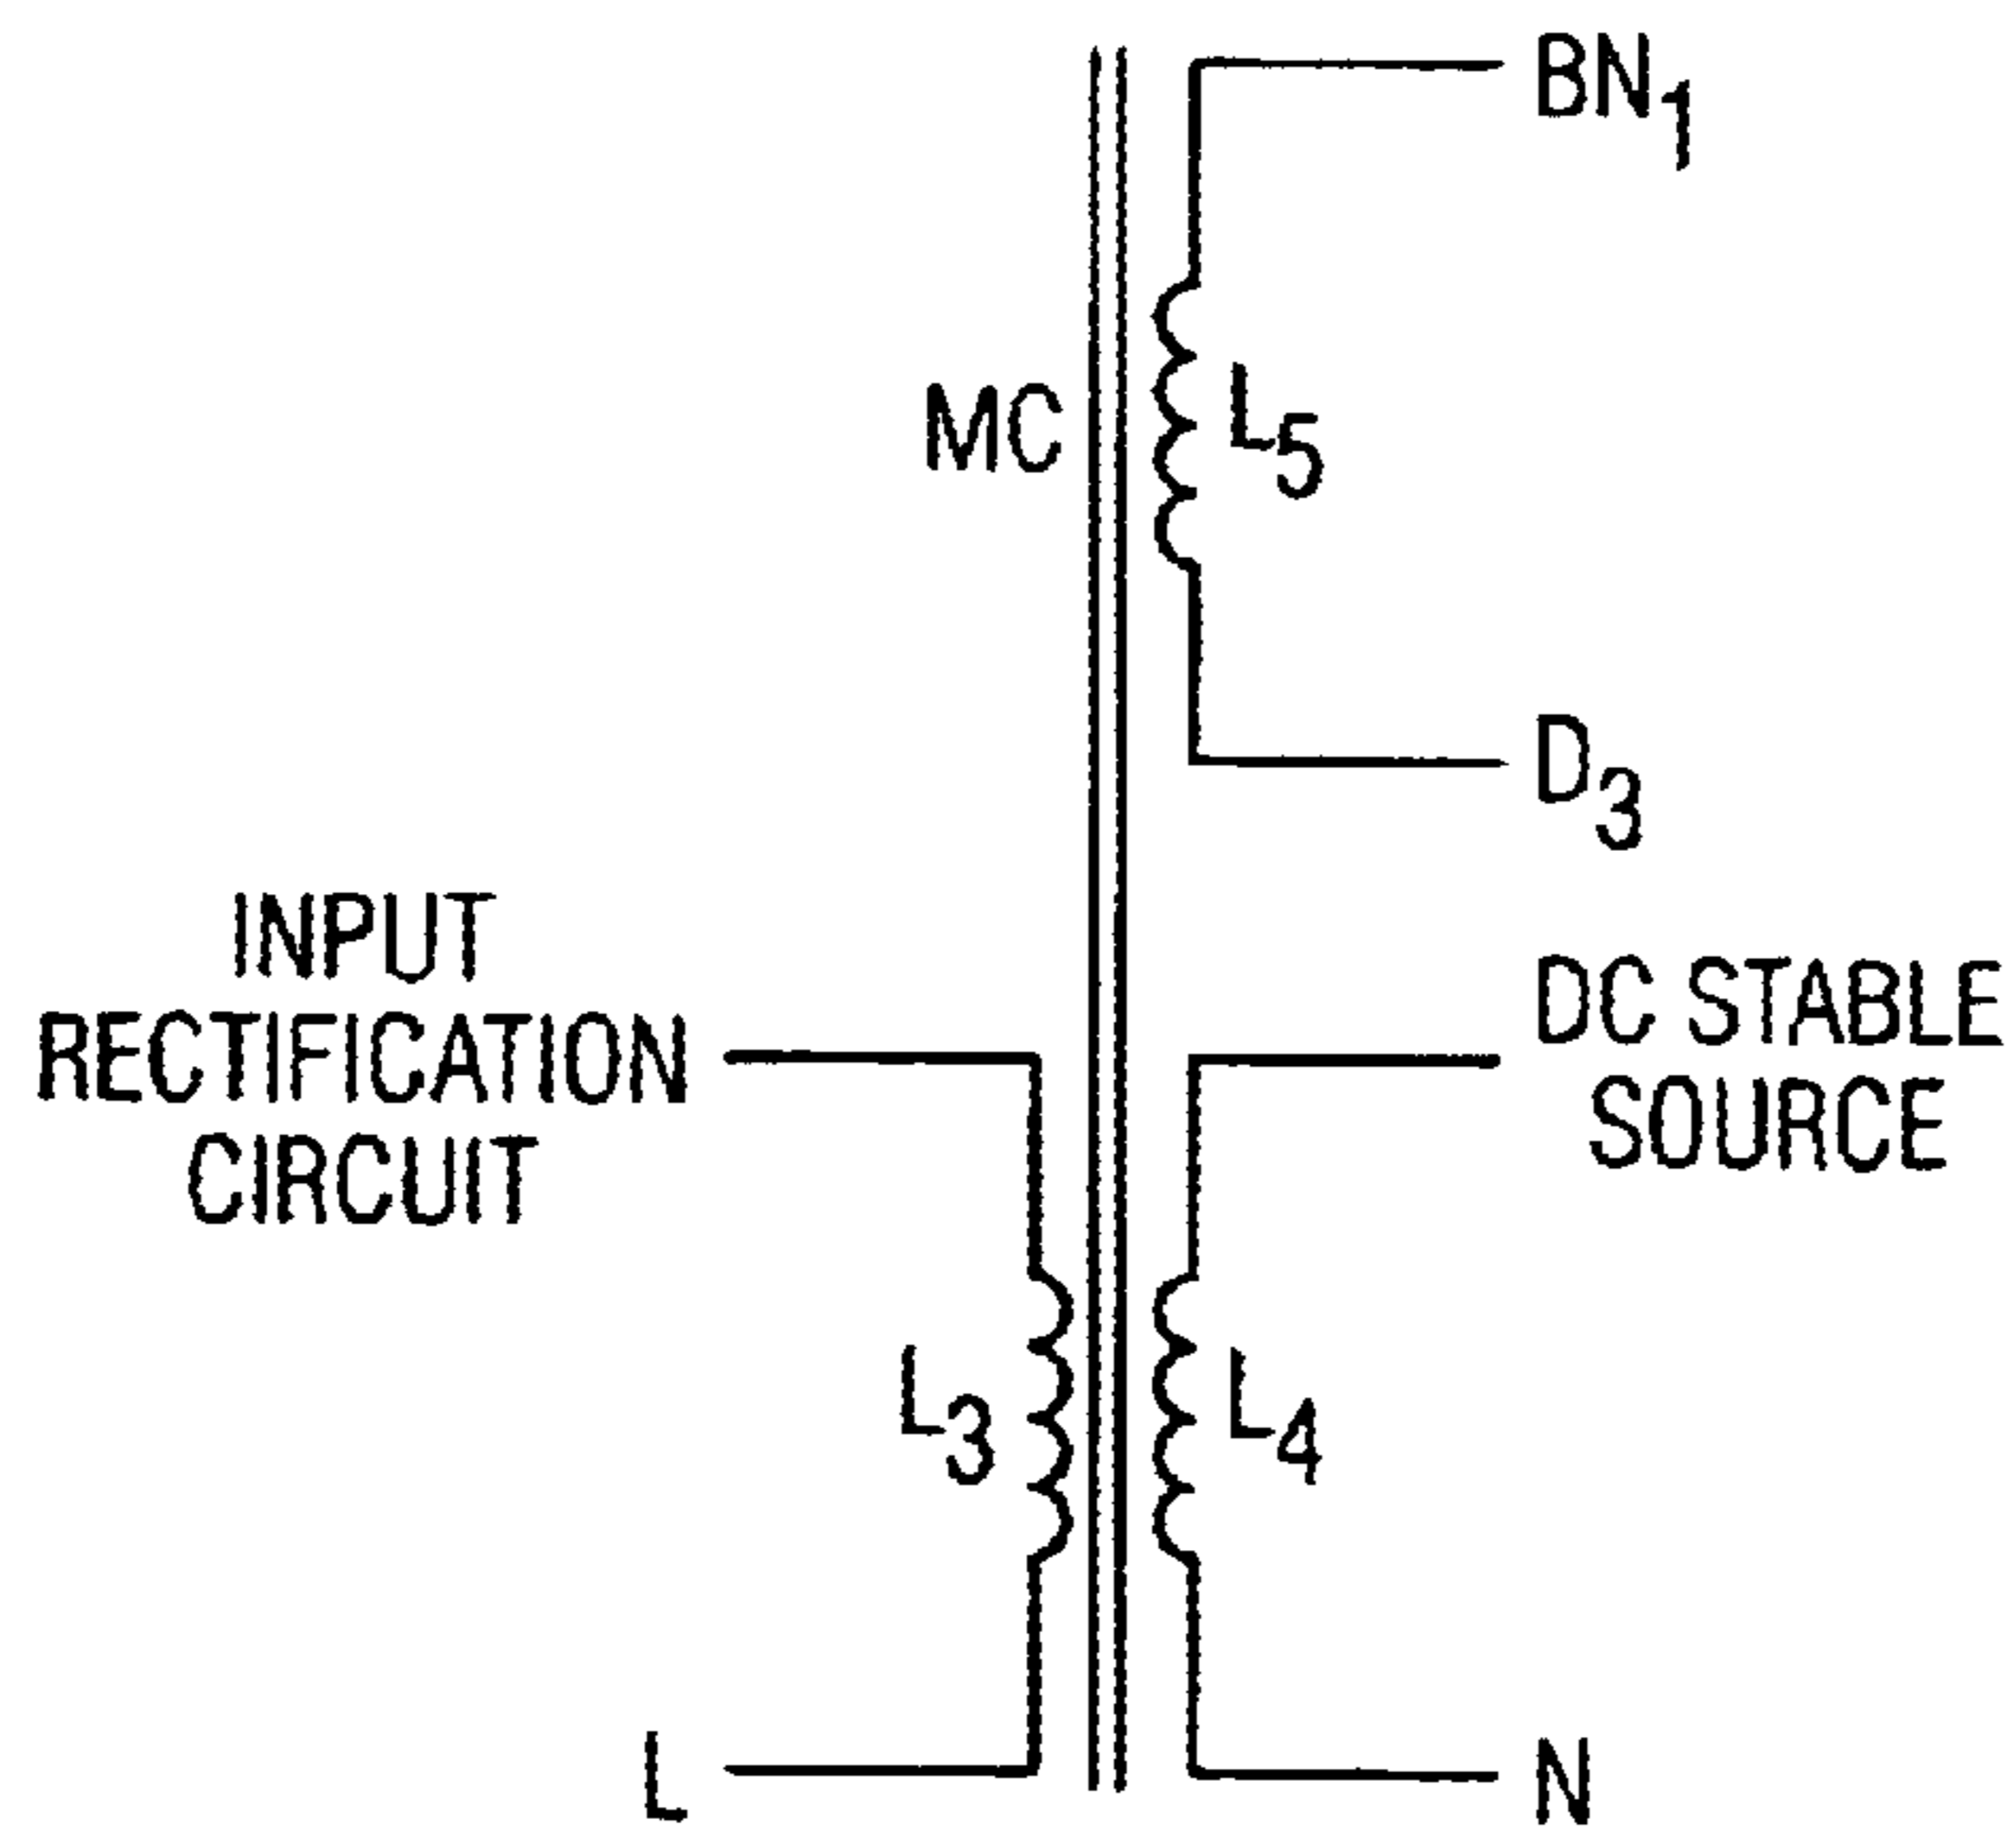 BN1
MC
L5
D3
INPUT
RECTIFICATION
CIRCUIT
DC STABLE
SOURCE
L3
L4
L
N